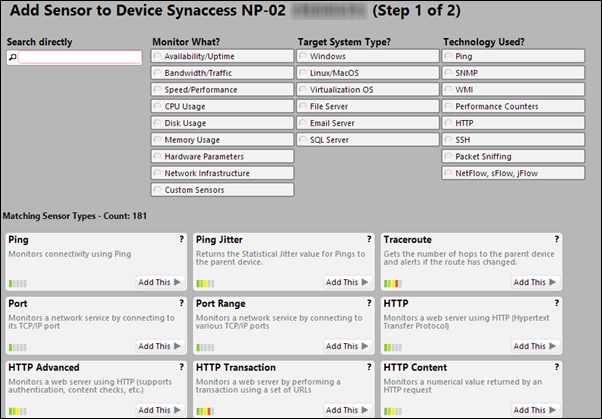 Add Sensor to Device Synaccess NP-02 (Step 1 of 2)
Search directly
Monitor What?
Availability/Uptime
Bandwidth/Traffic
Speed/Performance
CPU Usage
Disk Usage
Memory Usage
Hardware Parameters
Network Infrastructure
Custom Sensors
Target System Type?
Windows
Linux/MacOS
Virtualization OS
File Server
Email Server
SQL Server
Technology Used?
Ping
SNMP
WMI
Performance Counters
HTTP
SSH
Packet Sniffing
NetFlow, sFlow, jFlow
Matching Sensor Types - Count: 181
Ping ?
Monitors connectivity using Ping
Add This
Ping Jitter ?
Returns the Statistical Jitter value for Pings to
the parent device.
Add This
Traceroute ?
Gets the number of hops to the parent device
and alerts if the route has changed.
Add This
Port ?
Monitors a network service by connecting to
its TCP/IP port
Add This
Port Range ?
Monitors a network service by connecting to
various TCP/IP ports
Add This
HTTP ?
Monitors a web server using HTTP (Hypertext
Transfer Protocol)
Add This
HTTP Advanced ?
Monitors a web server using HTTP (supports
authentication, content checks, etc.)
Add This
HTTP Transaction ?
Monitors a web server by performing a
transaction using a set of URLs
Add This
HTTP Content ?
Monitors a numerical value returned by an
HTTP request
Add This